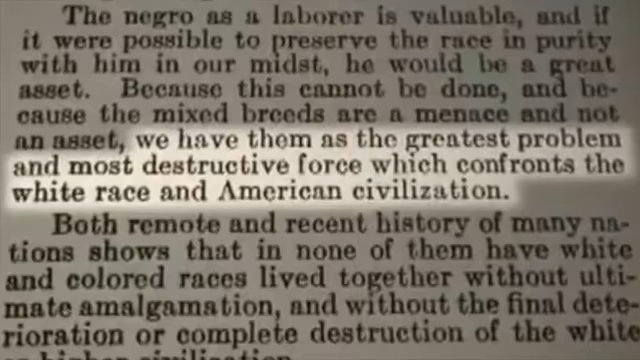 The negro as a laborer is valuable, and if
it were possible to preserve the race in purity
with him in our midst, he would be a great
asset. Because this cannot be done, and be-
cause the mixed breeds are a menace and not
an asset, we have them as the greatest problem
and most destructive force which confronts the
white race and American civilization.
Both remote and recent history of many na-
tions shows that in none of them have white
and colored races lived together without ulti-
mate amalgamation, and without the final dete-
rioration or complete destruction of the white